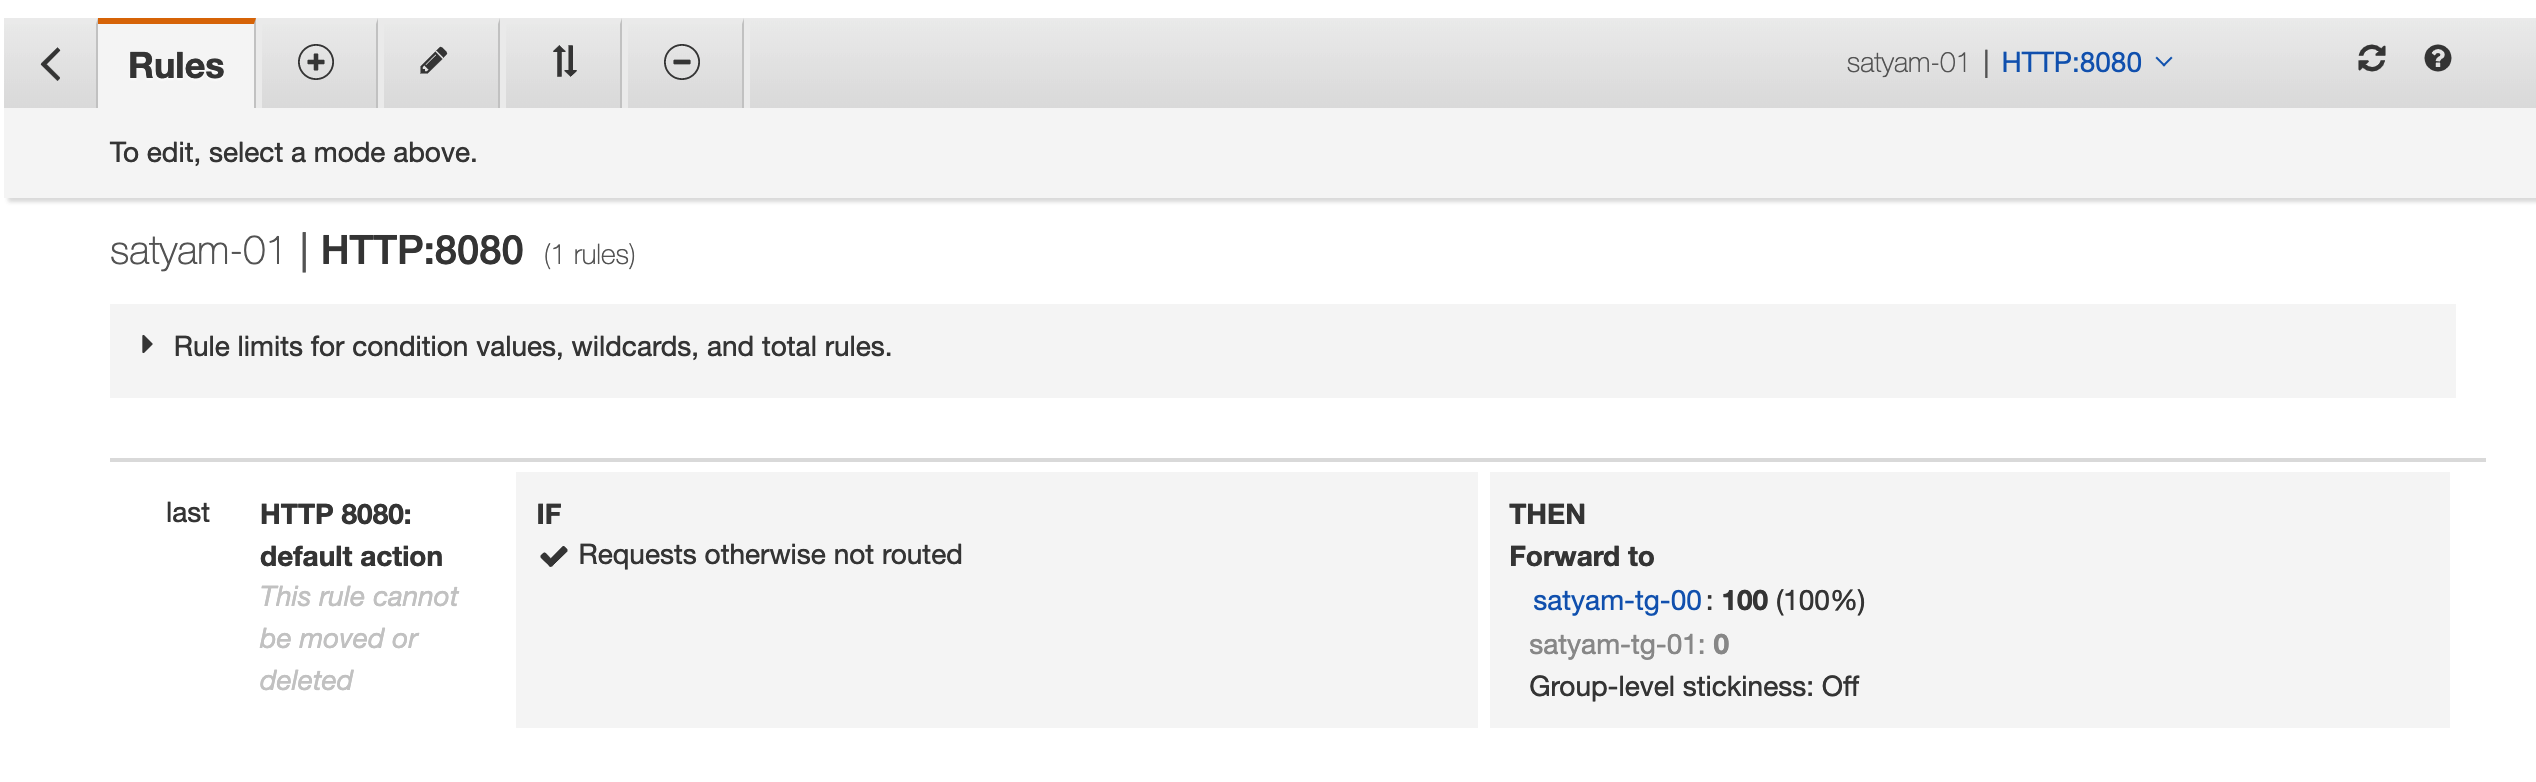 Rules
satyam-01 | HTTP:8080
To edit, select a mode above.
satyam-01 | HTTP:8080 (1 rules)
Rule limits for condition values, wildcards, and total rules.
last
HTTP 8080:
default action
This rule cannot
be moved or
deleted
IF
Requests otherwise not routed
THEN
Forward to
satyam-tg-00: 100 (100%)
satyam-tg-01: 0
Group-level stickiness: Off